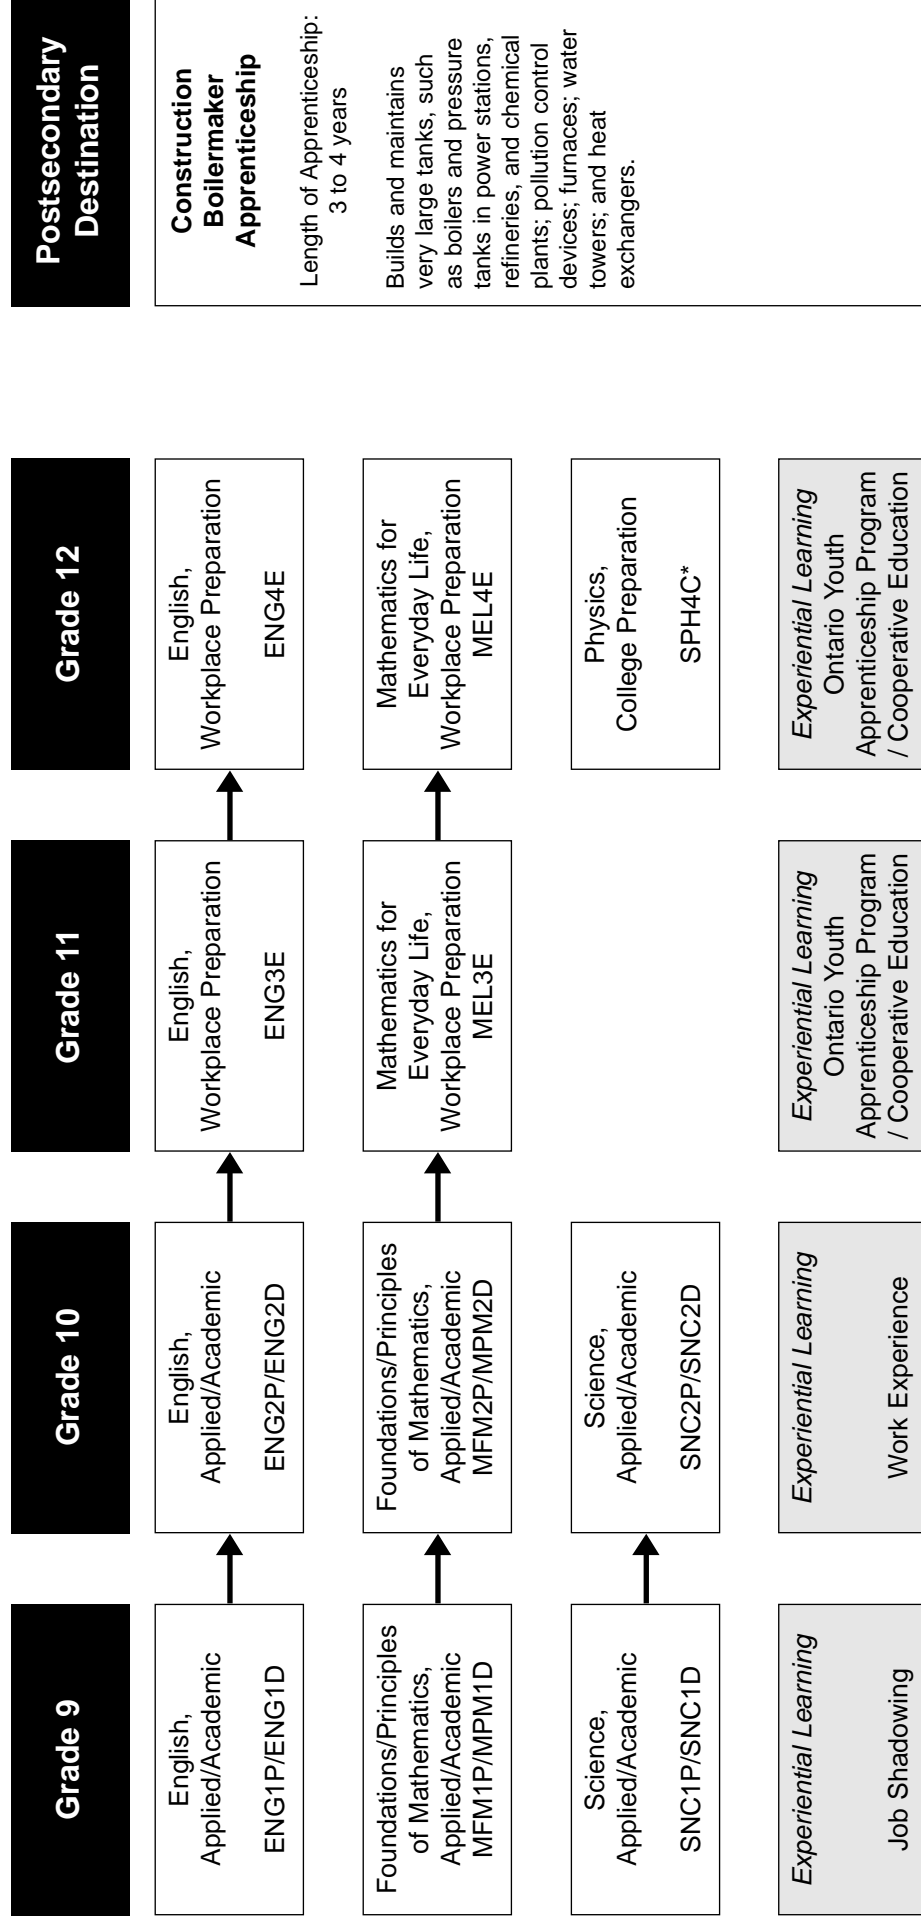 Grade 9
Grade 10
Grade 11
Grade 12
Postsecondary
Destination
English,
Applied/Academic
ENG1P/ENG1D
English,
Applied/Academic
ENG2P/ENG2D
English,
Workplace Preparation
ENG3E
English,
Workplace Preparation
ENG4E
Construction
Boilermaker
Apprenticeship
Length of Apprenticeship:
3 to 4 years
Builds and maintains
very large tanks, such
as boilers and pressure
tanks in power stations,
refineries, and chemical
plants; pollution control
devices; furnaces; water
towers; and heat
exchangers.
Foundations/Principles
of Mathematics,
Applied/Academic
MFM1P/MPM1D
Foundations/Principles
of Mathematics,
Applied/Academic
MFM2P/MPM2D
Mathematics for
Everyday Life,
Workplace Preparation
MEL3E
Mathematics for
Everyday Life,
Workplace Preparation
MEL4E
Science,
Applied/Academic
SNC1P/SNC1D
Science,
Applied/Academic
SNC2P/SNC2D
Physics,
College Preparation
SPH4C*
Experiential Learning
Job Shadowing
Experiential Learning
Work Experience
Experiential Learning
Ontario Youth
Apprenticeship Program
/ Cooperative Education
Experiential Learning
Ontario Youth
Apprenticeship Program
/ Cooperative Education